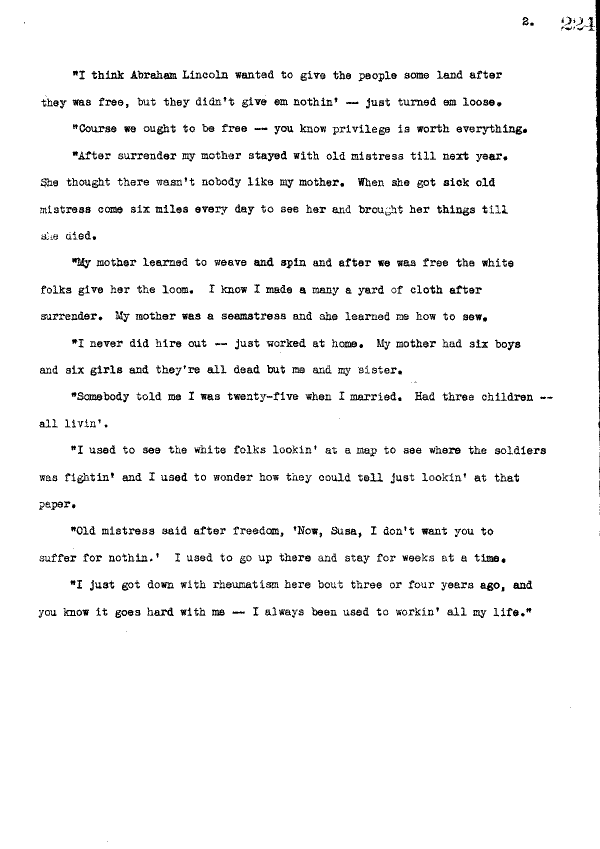 2. 224
"I think Abraham Lincoln wanted to give the people some land after
they was free, but they didn't give em nothin' -- just turned em loose.
"Course we ought to be free -- you know privilege is worth everything.
"After surrender my mother stayed with old mistress till next year.
She thought there wasn't nobody like my mother. When she got sick old
mistress come six miles every day to see her and brought her things till
she died.
"My mother learned to weave and spin and after we was free the white
folks give her the loom. I know I made a many a yard of cloth after
surrender. My mother was a seamstress and she learned me how to sew.
"I never did hire out -- just worked at home. My mother had six boys
and six girls and they're all dead but me and my sister.
"Somebody told me I was twenty-five when I married. Had three children --
all livin'.
"I used to see the white folks lookin' at a map to see where the soldiers
was fightin' and I used to wonder how they could tell just lookin' at that
paper.
"Old mistress said after freedom, 'Now, Susa, I don't want you to
suffer for nothin.' I used to go up there and stay for weeks at a time.
"I just got down with rheumatism here bout three or four years ago, and
you know it goes hard with me -- I always been used to workin' all my life."